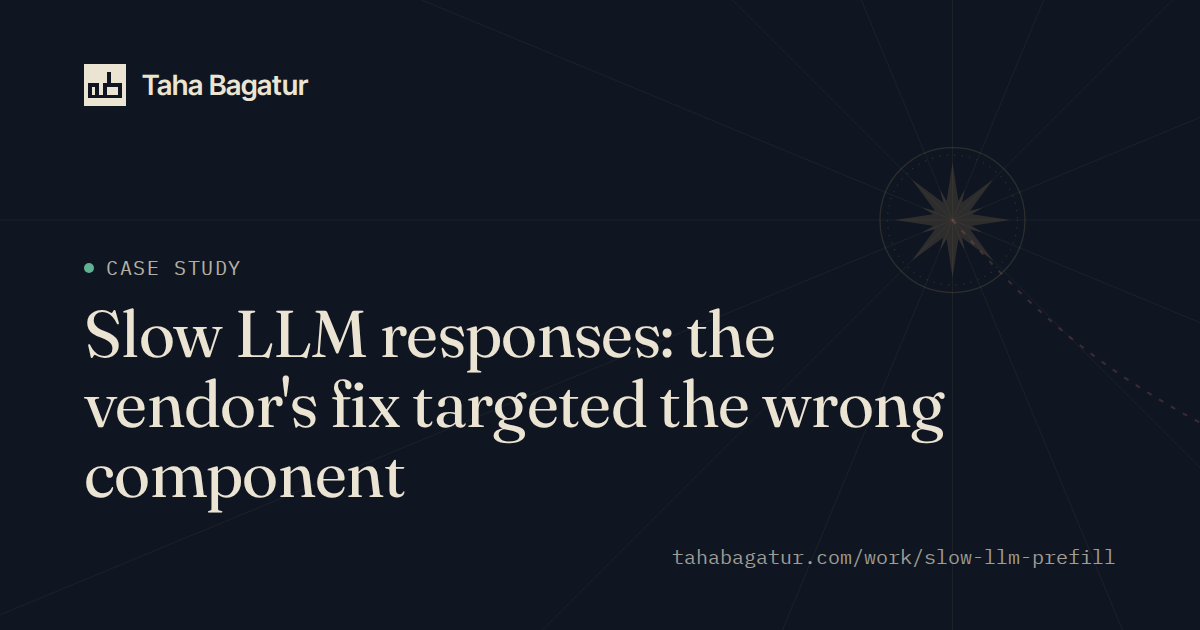 Taha Bagatur
CASE STUDY
Slow LLM responses: the
vendor's fix targeted the wrong
component
tahabagatur.com/work/slow-llm-prefill